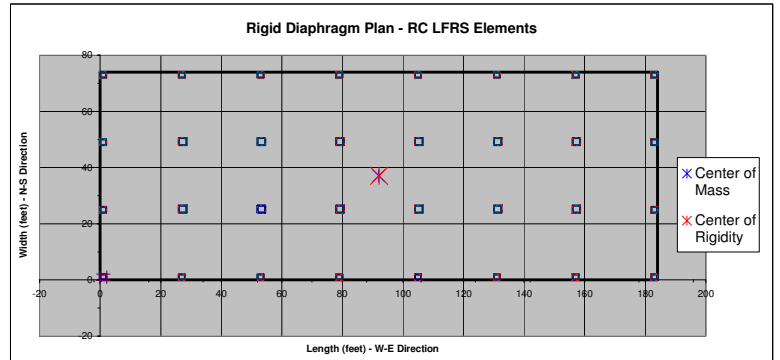 Rigid Diaphragm Plan - RC LFRS Elements
80
60
40
20
0
-20
-20 0 20 40 60 80 100 120 140 160 180 200
Width (feet) - N-S Direction
Length (feet) - W-E Direction
Center of
Mass
Center of
Rigidity